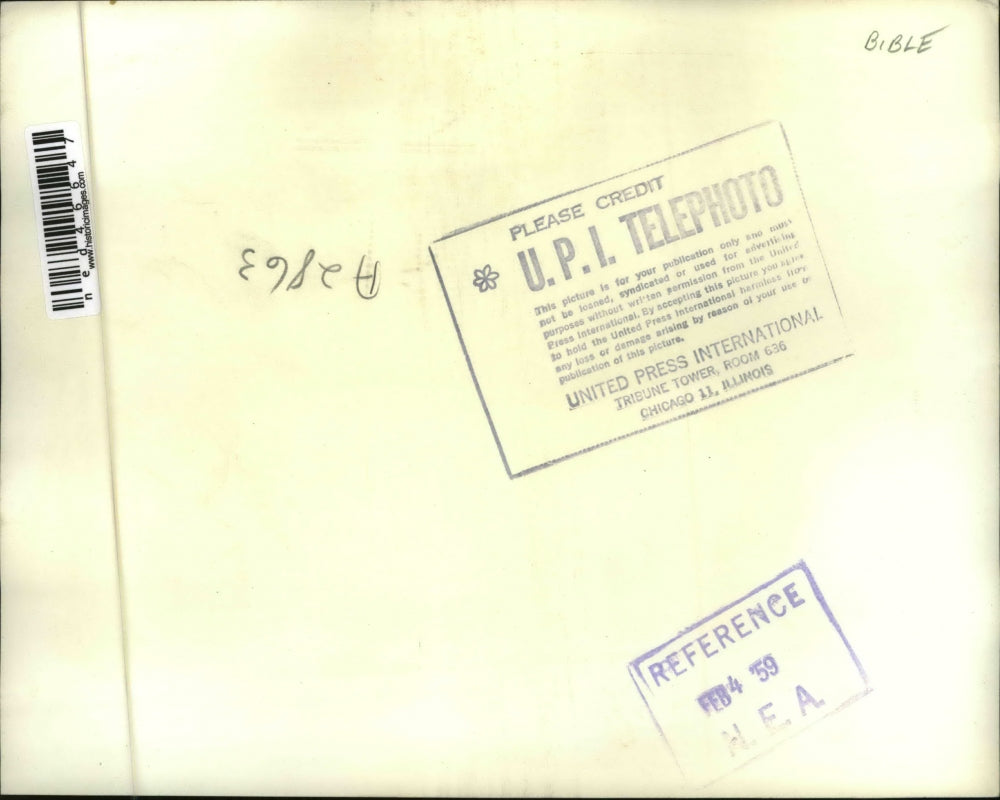 BIBLE
ned46647
www.historicimages.com
A2863
PLEASE CREDIT
U. P. I. TELEPHOTO
This picture is for your publication only and must
not be loaned, syndicated or used for advertising
purposes without written permission from the United
Press International. By accepting this picture you agree
to hold the United Press International harmless from
any loss or damage arising by reason of your use or
publication of this picture.
UNITED PRESS INTERNATIONAL
TRIBUNE TOWER, ROOM 636
CHICAGO 11, ILLINOIS
REFERENCE
FEB 4 '59
N. E. A.